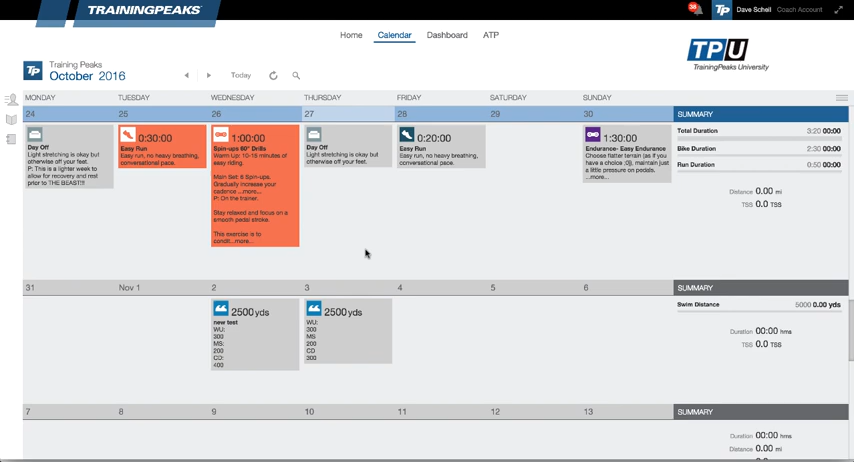 TRAININGPEAKS
38
TP
Dave Schell Coach Account
Home Calendar Dashboard ATP
TPU
TrainingPeaks University
TP
Training Peaks
October 2016
Today
MONDAY TUESDAY WEDNESDAY THURSDAY FRIDAY SATURDAY SUNDAY
24 25 26 27 28 29 30 SUMMARY
Day Off
Light stretching is okay but
otherwise off your feet.
P: This is a lighter week to
allow for recovery and rest
prior to THE BEAST!!!
0:30:00
Easy Run
Easy run, no heavy breathing,
conversational pace.
1:00:00
Spin-ups 60" Drills
Warm Up: 10-15 minutes of
easy riding.
Main Set: 6 Spin-ups.
Gradually increase your
cadence ...more...
P: On the trainer.
Stay relaxed and focus on a
smooth pedal stroke.
This exercise is to
conditi...more...
Day Off
Light stretching is okay but
otherwise off your feet.
0:20:00
Easy Run
Easy run, no heavy breathing,
conversational pace.
1:30:00
Endurance- Easy Endurance
Choose flatter terrain (as if you
have a choice ;0)), maintain just
a little pressure on pedals.
...more...
Total Duration 3:20 00:00
Bike Duration 2:30 00:00
Run Duration 0:50 00:00
Distance 0.00 mi
TSS 0.0 TSS
31 Nov 1 2 3 4 5 6 SUMMARY
2500 yds
new test
WU:
300
MS:
200
CD:
400
2500 yds
WU:
300
MS
200
CD
300
Swim Distance 5000 0.00 yds
Duration 00:00 hms
TSS 0.0 TSS
7 8 9 10 11 12 13 SUMMARY
Duration 00:00 hms
Distance 0.00 mi